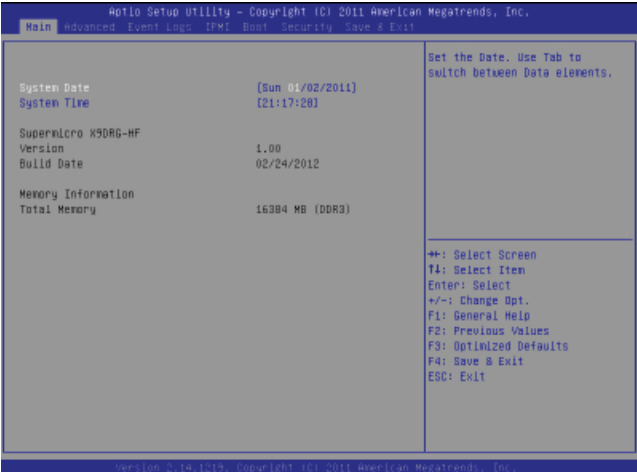 Aptio Setup Utility – Copyright (C) 2011 American Megatrends, Inc.
Main Advanced Event Logs IPMI Boot Security Save & Exit
System Date [Sun 01/02/2011]
System Time [21:17:28]
Supermicro X9DRG-HF
Version 1.00
Build Date 02/24/2012
Memory Information
Total Memory 16384 MB (DDR3)
Set the Date. Use Tab to
switch between Data elements.
→←: Select Screen
↑↓: Select Item
Enter: Select
+/-: Change Opt.
F1: General Help
F2: Previous Values
F3: Optimized Defaults
F4: Save & Exit
ESC: Exit
Version 2.14.1219. Copyright (C) 2011 American Megatrends, Inc.